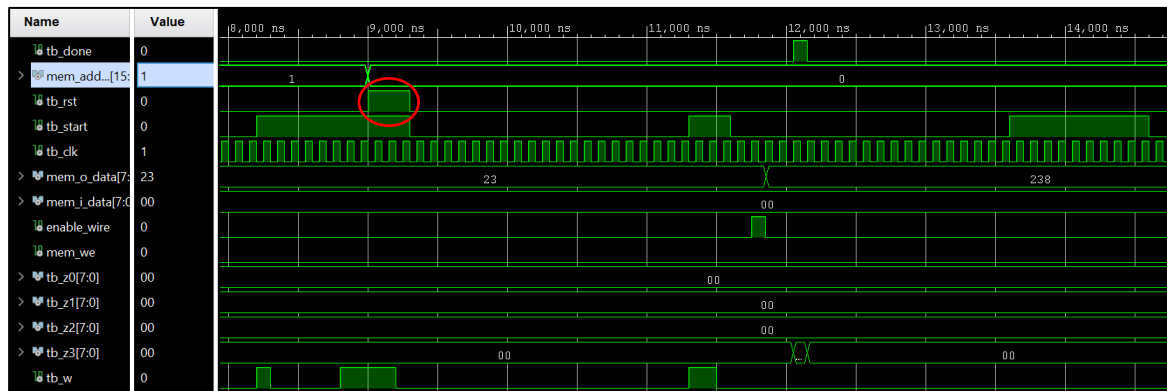 Name Value 8,000 ns 9,000 ns 10,000 ns 11,000 ns 12,000 ns 13,000 ns 14,000 ns
tb_done 0
mem_add...[15: 1 1 0
tb_rst 0
tb_start 0
tb_clk 1
mem_o_data[7: 23 23 238
mem_i_data[7:0 00 00
enable_wire 0
mem_we 0
tb_z0[7:0] 00 00
tb_z1[7:0] 00 00
tb_z2[7:0] 00 00
tb_z3[7:0] 00 00 ... 00
tb_w 0